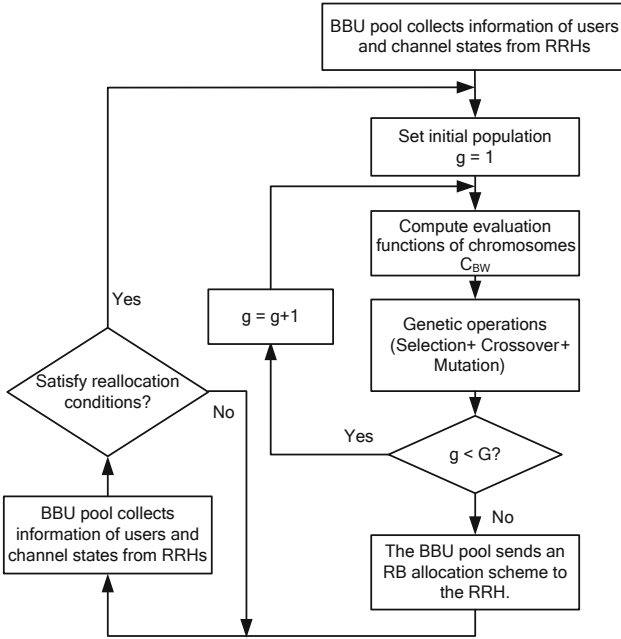 BBU pool collects information of users
and channel states from RRHs
Set initial population
g = 1
Compute evaluation
functions of chromosomes
C_BW
Yes
g = g+1
Genetic operations
(Selection+ Crossover+
Mutation)
Satisfy reallocation
conditions?
No
Yes
g < G?
No
BBU pool collects
information of users and
channel states from RRHs
The BBU pool sends an
RB allocation scheme to
the RRH.